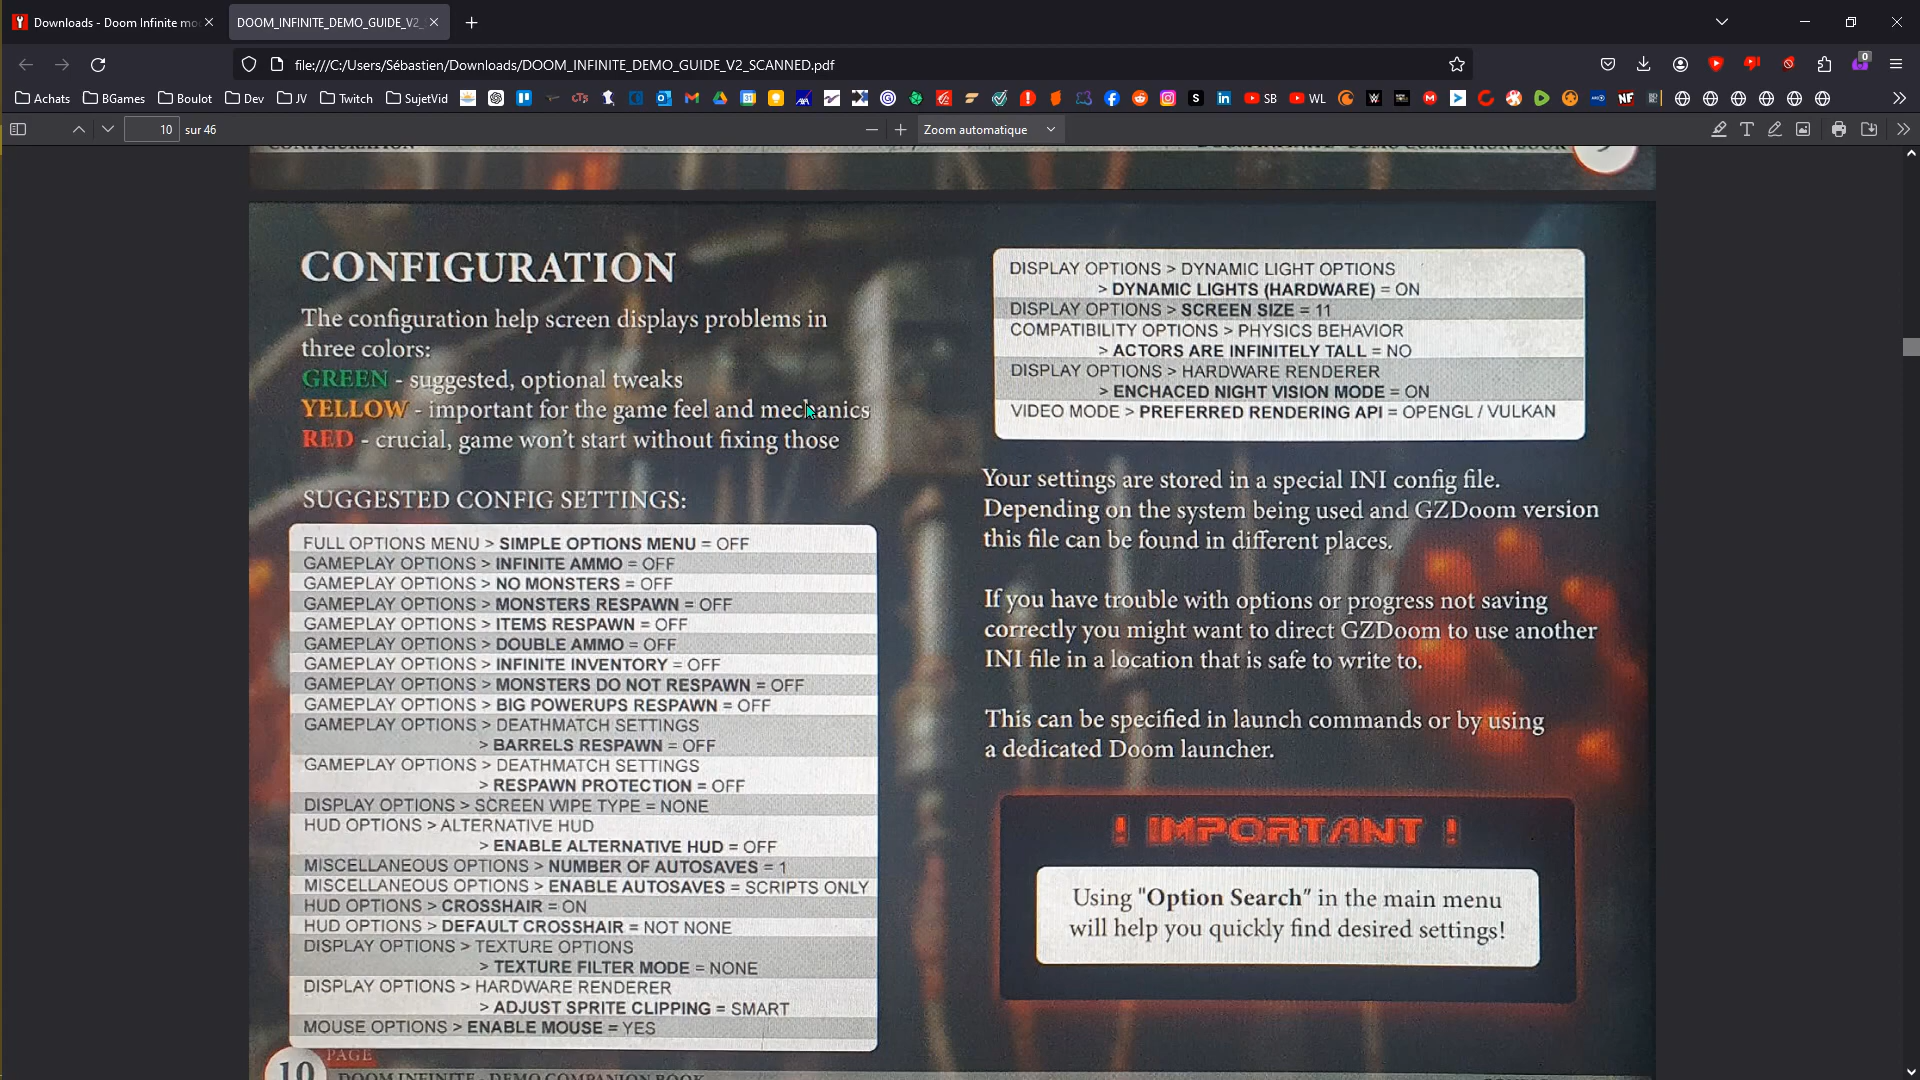 Downloads - Doom Infinite mo
DOOM_INFINITE_DEMO_GUIDE_V2_
file:///C:/Users/Sébastien/Downloads/DOOM_INFINITE_DEMO_GUIDE_V2_SCANNED.pdf
0
Achats
BGames
Boulot
Dev
JV
Twitch
SujetVid
SB
WL
10 sur 46
Zoom automatique
CONFIGURATION
The configuration help screen displays problems in
three colors:
GREEN - suggested, optional tweaks
YELLOW - important for the game feel and mechanics
RED - crucial, game won't start without fixing those
SUGGESTED CONFIG SETTINGS:
FULL OPTIONS MENU > SIMPLE OPTIONS MENU = OFF
GAMEPLAY OPTIONS > INFINITE AMMO = OFF
GAMEPLAY OPTIONS > NO MONSTERS = OFF
GAMEPLAY OPTIONS > MONSTERS RESPAWN = OFF
GAMEPLAY OPTIONS > ITEMS RESPAWN = OFF
GAMEPLAY OPTIONS > DOUBLE AMMO = OFF
GAMEPLAY OPTIONS > INFINITE INVENTORY = OFF
GAMEPLAY OPTIONS > MONSTERS DO NOT RESPAWN = OFF
GAMEPLAY OPTIONS > BIG POWERUPS RESPAWN = OFF
GAMEPLAY OPTIONS > DEATHMATCH SETTINGS
> BARRELS RESPAWN = OFF
GAMEPLAY OPTIONS > DEATHMATCH SETTINGS
> RESPAWN PROTECTION = OFF
DISPLAY OPTIONS > SCREEN WIPE TYPE = NONE
HUD OPTIONS > ALTERNATIVE HUD
> ENABLE ALTERNATIVE HUD = OFF
MISCELLANEOUS OPTIONS > NUMBER OF AUTOSAVES = 1
MISCELLANEOUS OPTIONS > ENABLE AUTOSAVES = SCRIPTS ONLY
HUD OPTIONS > CROSSHAIR = ON
HUD OPTIONS > DEFAULT CROSSHAIR = NOT NONE
DISPLAY OPTIONS > TEXTURE OPTIONS
> TEXTURE FILTER MODE = NONE
DISPLAY OPTIONS > HARDWARE RENDERER
> ADJUST SPRITE CLIPPING = SMART
MOUSE OPTIONS > ENABLE MOUSE = YES
PAGE
10
DOOM INFINITE - DEMO COMPANION BOOK
DISPLAY OPTIONS > DYNAMIC LIGHT OPTIONS
> DYNAMIC LIGHTS (HARDWARE) = ON
DISPLAY OPTIONS > SCREEN SIZE = 11
COMPATIBILITY OPTIONS > PHYSICS BEHAVIOR
> ACTORS ARE INFINITELY TALL = NO
DISPLAY OPTIONS > HARDWARE RENDERER
> ENCHACED NIGHT VISION MODE = ON
VIDEO MODE > PREFERRED RENDERING API = OPENGL / VULKAN
Your settings are stored in a special INI config file.
Depending on the system being used and GZDoom version
this file can be found in different places.
If you have trouble with options or progress not saving
correctly you might want to direct GZDoom to use another
INI file in a location that is safe to write to.
This can be specified in launch commands or by using
a dedicated Doom launcher.
! IMPORTANT !
Using "Option Search" in the main menu
will help you quickly find desired settings!